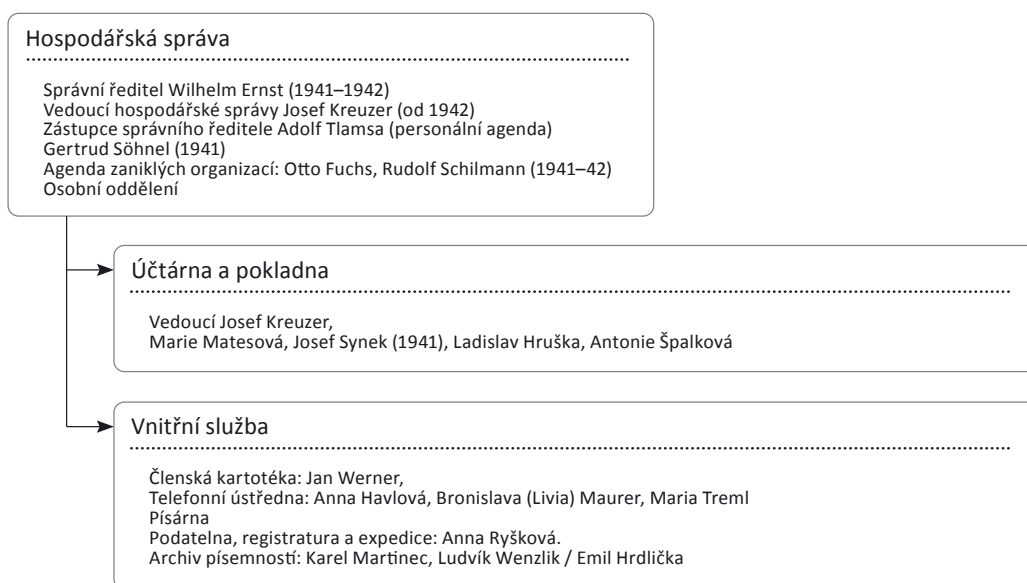 Hospodářská správa
Správní ředitel Wilhelm Ernst (1941–1942)
Vedoucí hospodářské správy Josef Kreuzer (od 1942)
Zástupce správního ředitele Adolf Tlamsa (personální agenda)
Gertrud Söhnel (1941)
Agenda zaniklých organizací: Otto Fuchs, Rudolf Schilmann (1941–42)
Osobní oddělení
Účtárna a pokladna
Vedoucí Josef Kreuzer,
Marie Matesová, Josef Synek (1941), Ladislav Hruška, Antonie Špalková
Vnitřní služba
Členská kartotéka: Jan Werner,
Telefonní ústředna: Anna Havlová, Bronislava (Livia) Maurer, Maria Treml
Písárna
Podatelna, registratura a expedice: Anna Ryšková.
Archiv písemností: Karel Martinec, Ludvík Wenzlik / Emil Hrdlička